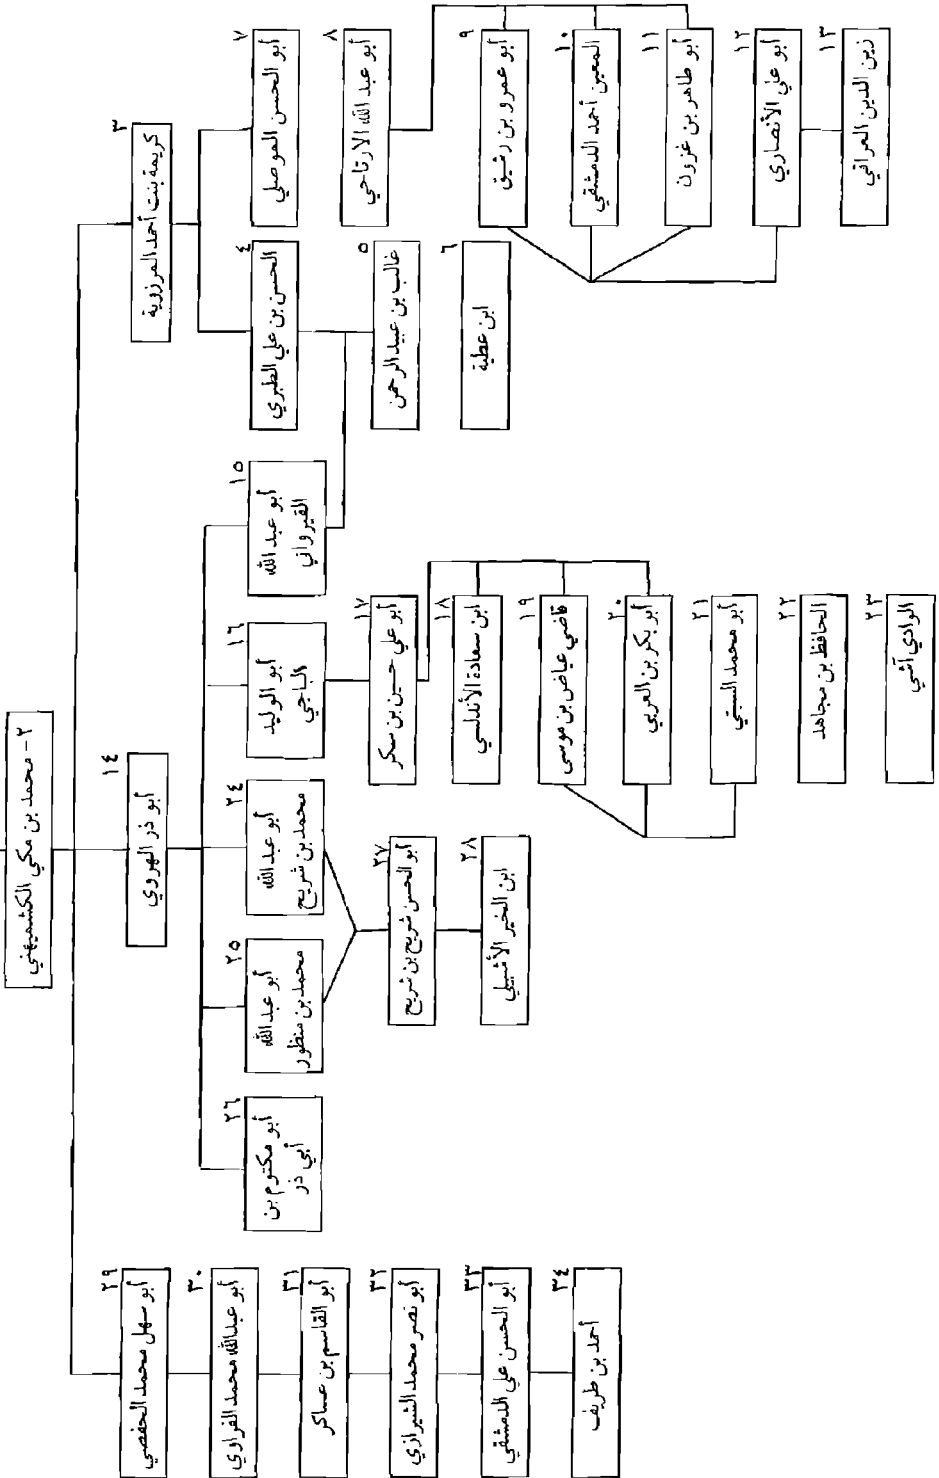 ٢- محمد بن مكي الكشميهني
٣
كريمة بنت أحمد المرزوية
٤
الحسن بن علي الطبري
٥
غالب بن عبيد الرحمن
٦
ابن عطية
٧
أبو الحسن الموصلي
٨
أبو عبد الله الارتاحي
٩
أبو عمرو بن رشيق
١٠
المعين أحمد الدمشقي
١١
أبو طاهر بن غزون
١٢
أبو علي الأنصاري
١٣
زين الدين العراقي
١٤
أبو ذر الهروي
١٥
أبو عبد الله
القيرواني
١٦
أبو الوليد
الباجي
١٧
أبو علي حسين بن سكر
١٨
ابن سعادة الأندلسي
١٩
قاضي عياض بن موسى
٢٠
أبو بكر بن العربي
٢١
أبو محمد السبتي
٢٢
الحافظ بن مجاهد
٢٣
الوادي آشي
٢٤
أبو عبد الله
محمد بن شريح
٢٥
أبو عبد الله
محمد بن منظور
٢٦
أبو مكتوم بن
أبي ذر
٢٧
أبو الحسن شريح بن شريح
٢٨
ابن الخير الأشبيلي
٢٩
أبو سهل محمد الحفصي
٣٠
أبو عبد الله محمد الفراوي
٣١
أبو القاسم بن عساكر
٣٢
أبو نصر محمد الشيرازي
٣٣
أبو الحسن علي الدمشقي
٣٤
أحمد بن طريف